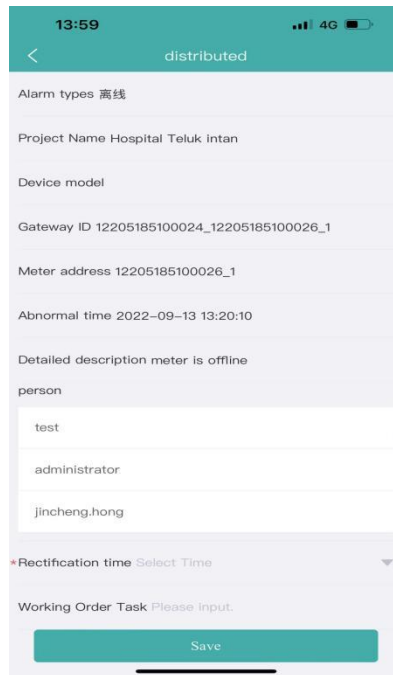 13:59 4G
distributed
Alarm types 离线
Project Name Hospital Teluk intan
Device model
Gateway ID 12205185100024_12205185100026_1
Meter address 12205185100026_1
Abnormal time 2022-09-13 13:20:10
Detailed description meter is offline
person
test
administrator
jincheng.hong
*Rectification time Select Time
Working Order Task Please input.
Save